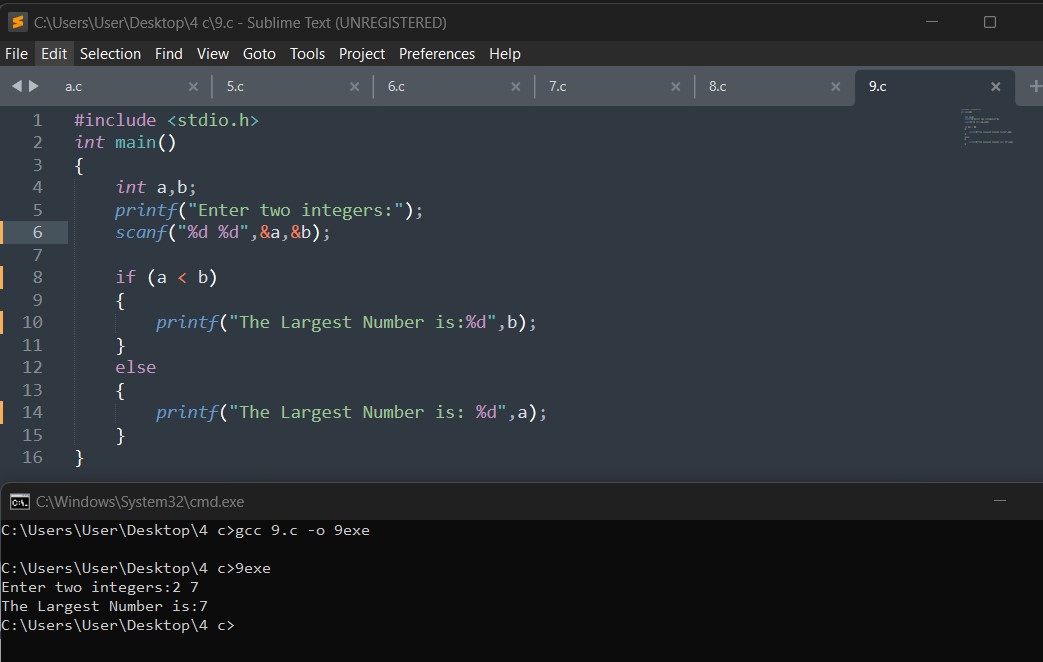 C:\Users\User\Desktop\4 c\9.c - Sublime Text (UNREGISTERED)
File Edit Selection Find View Goto Tools Project Preferences Help
a.c 5.c 6.c 7.c 8.c 9.c
1 #include <stdio.h>
2 int main()
3 {
4     int a,b;
5     printf("Enter two integers:");
6     scanf("%d %d",&a,&b);
7
8     if (a < b)
9     {
10         printf("The Largest Number is:%d",b);
11     }
12     else
13     {
14         printf("The Largest Number is: %d",a);
15     }
16 }
C:\Windows\System32\cmd.exe
C:\Users\User\Desktop\4 c>gcc 9.c -o 9exe
C:\Users\User\Desktop\4 c>9exe
Enter two integers:2 7
The Largest Number is:7
C:\Users\User\Desktop\4 c>